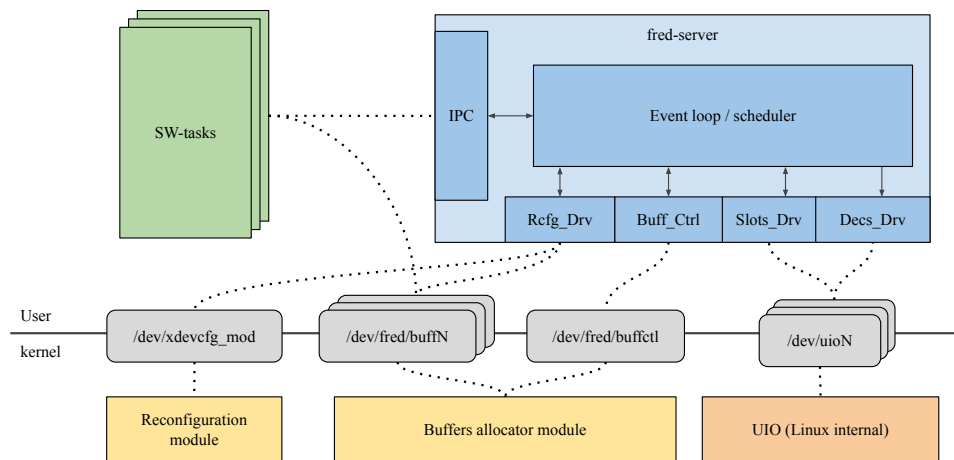 fred-server
SW-tasks
IPC
Event loop / scheduler
Rcfg_Drv
Buff_Ctrl
Slots_Drv
Decs_Drv
User
kernel
/dev/xdevcfg_mod
/dev/fred/buffN
/dev/fred/buffctl
/dev/uioN
Reconfiguration
module
Buffers allocator module
UIO (Linux internal)